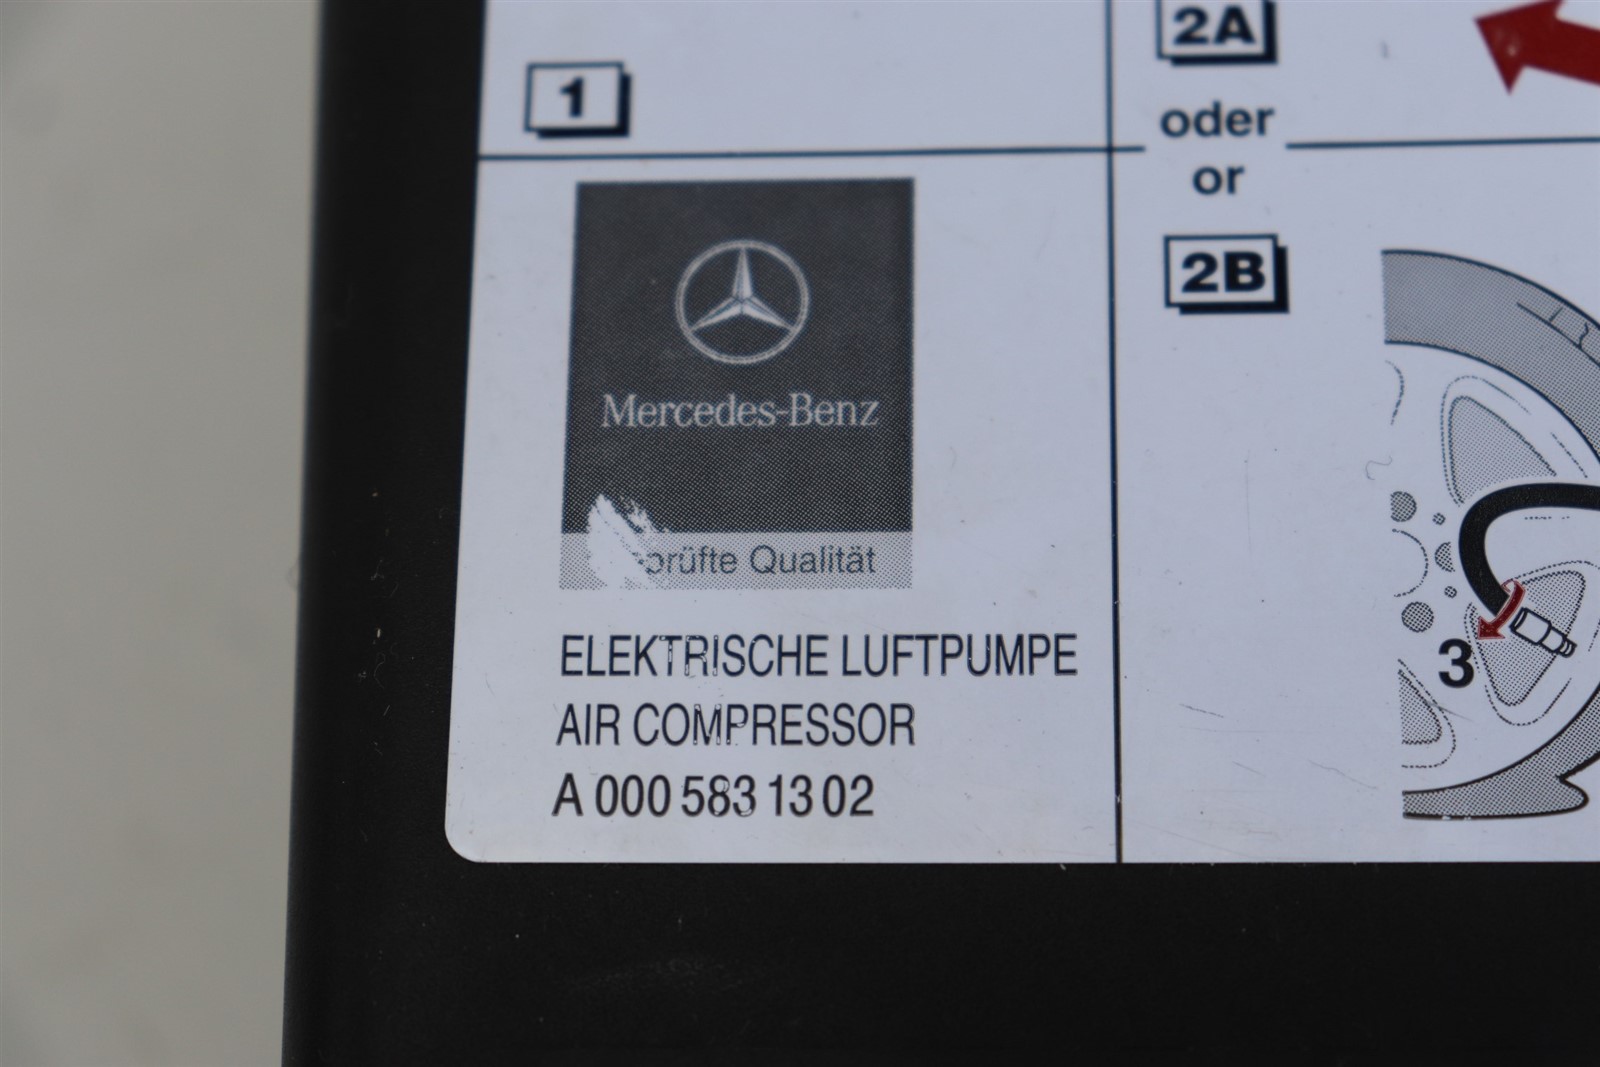 1
2A
oder
or
2B
Mercedes-Benz
Qualität
ELEKTRISCHE LUFTPUMPE
AIR COMPRESSOR
A 000 583 13 02
3